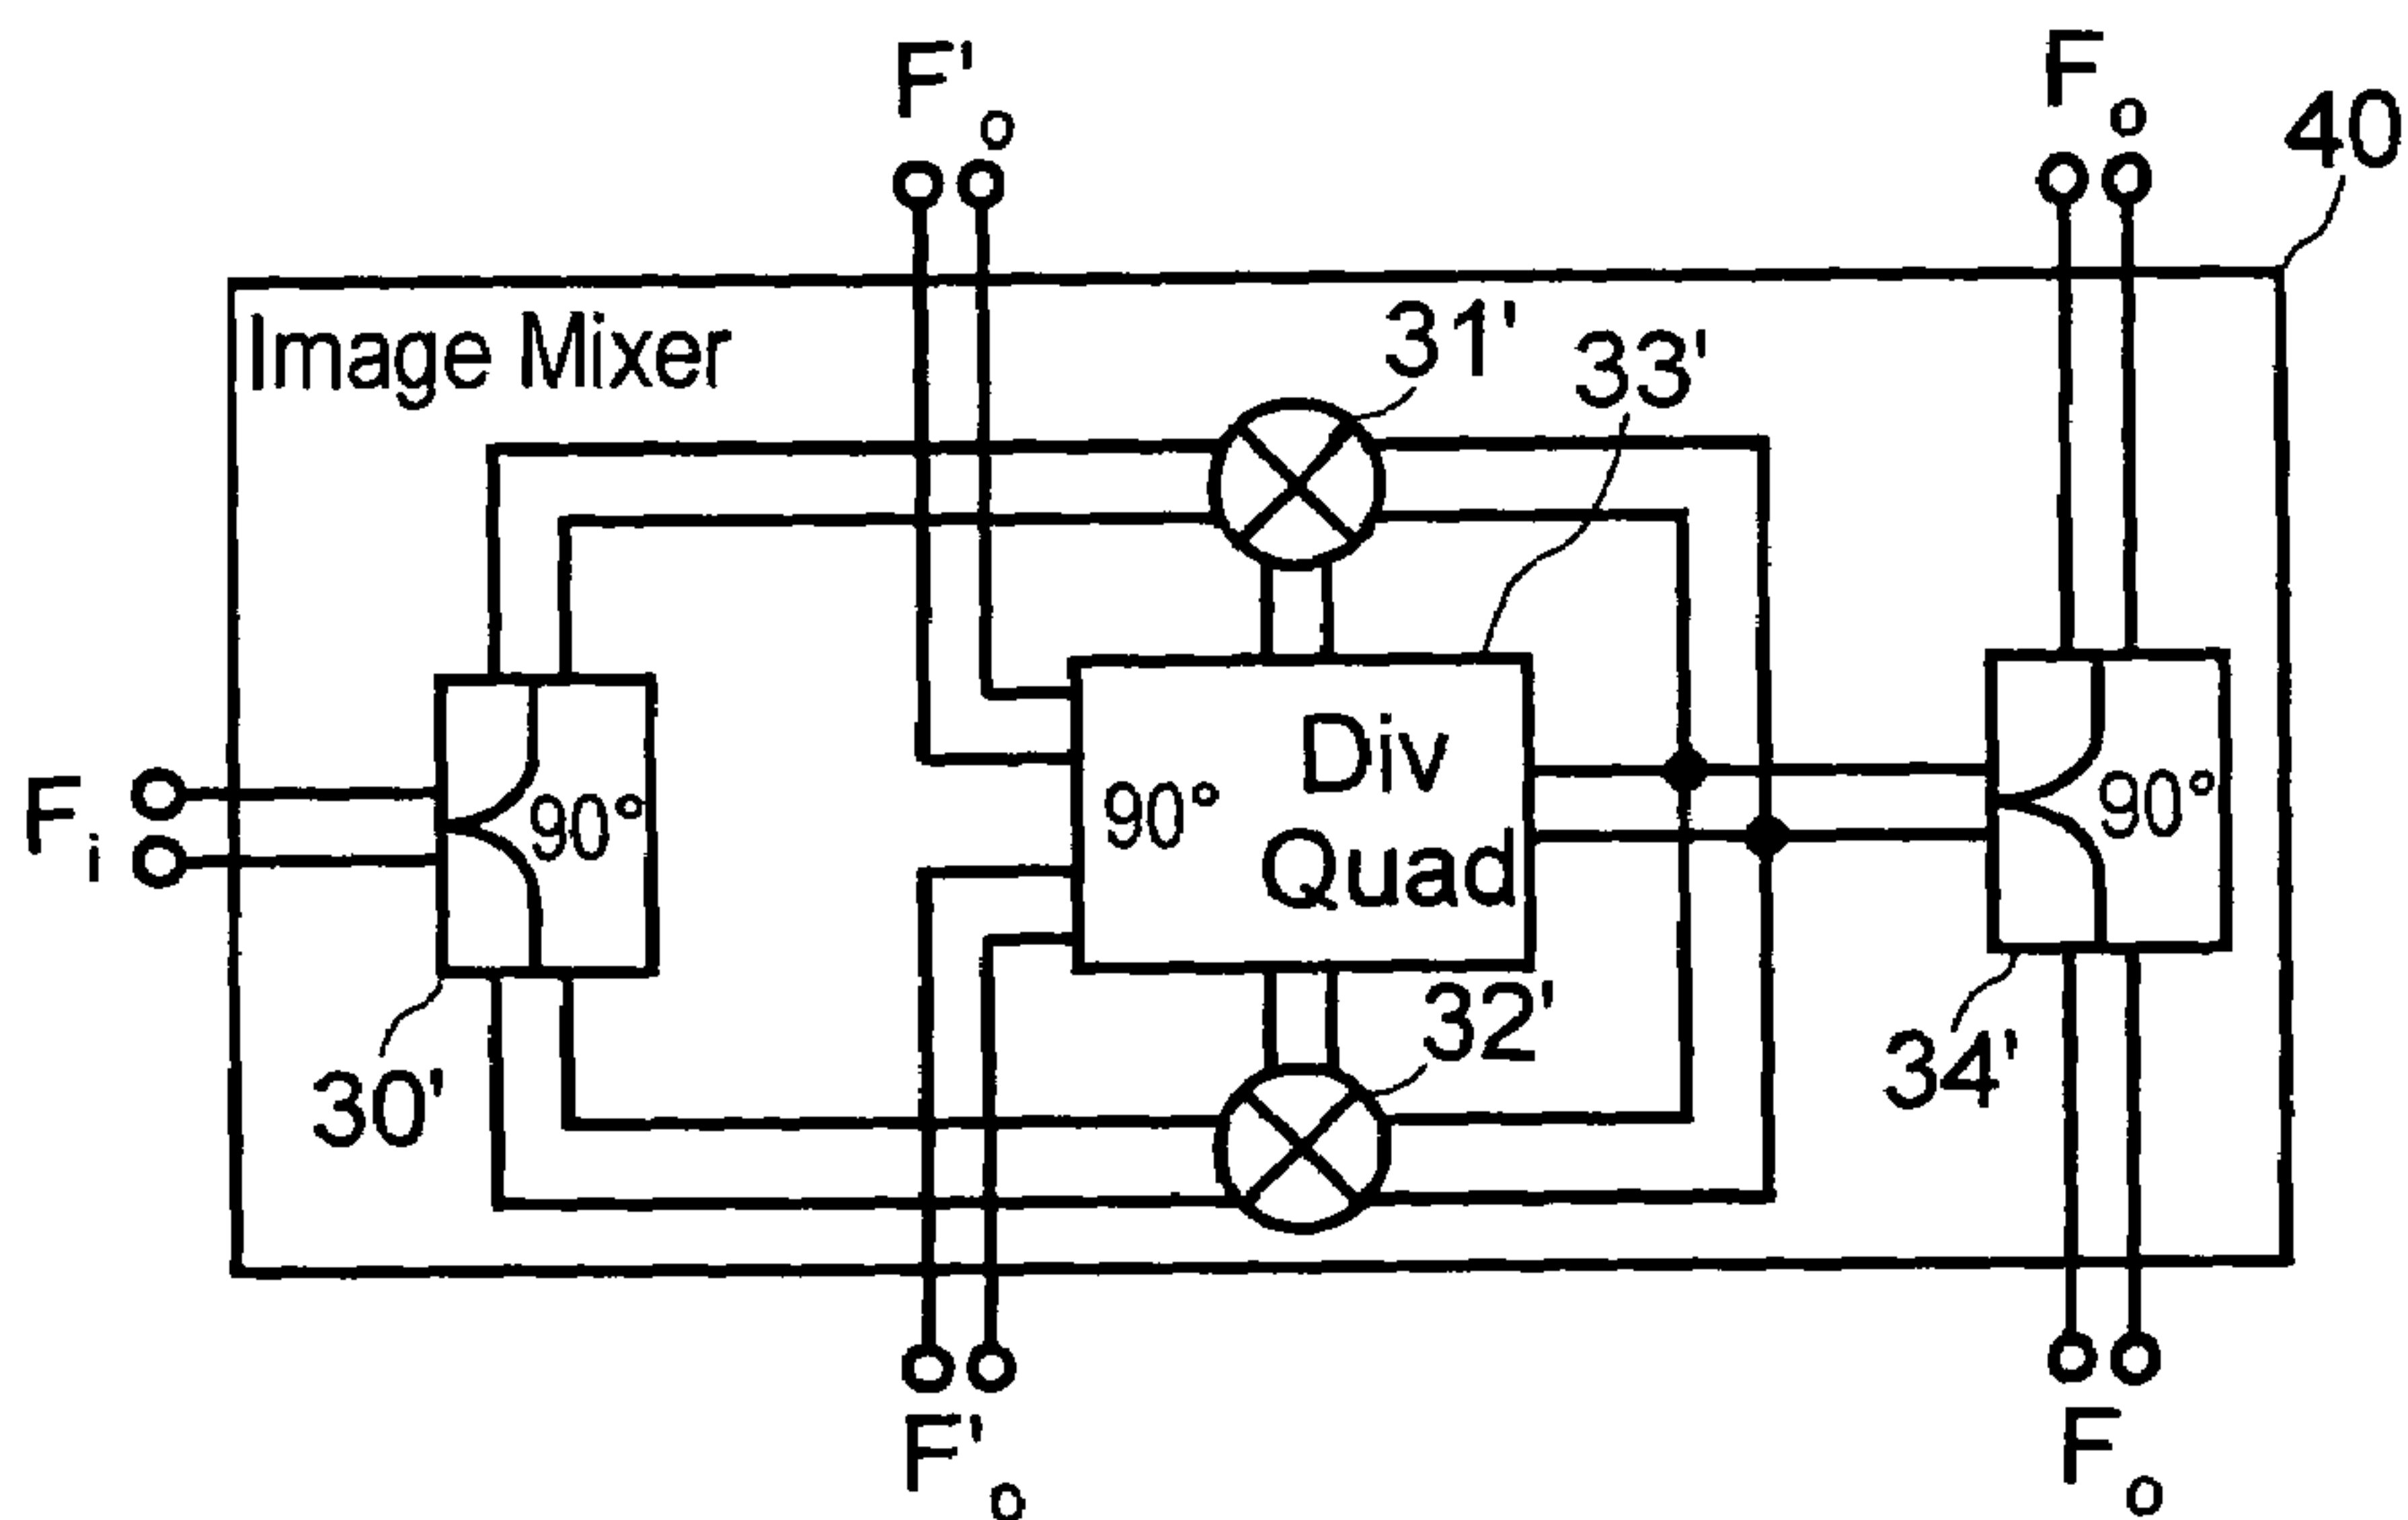 F'o
Fo
40
Image Mixer
31'
33'
Fi
90°
90°
Div
Quad
90°
30'
32'
34'
F'o
Fo